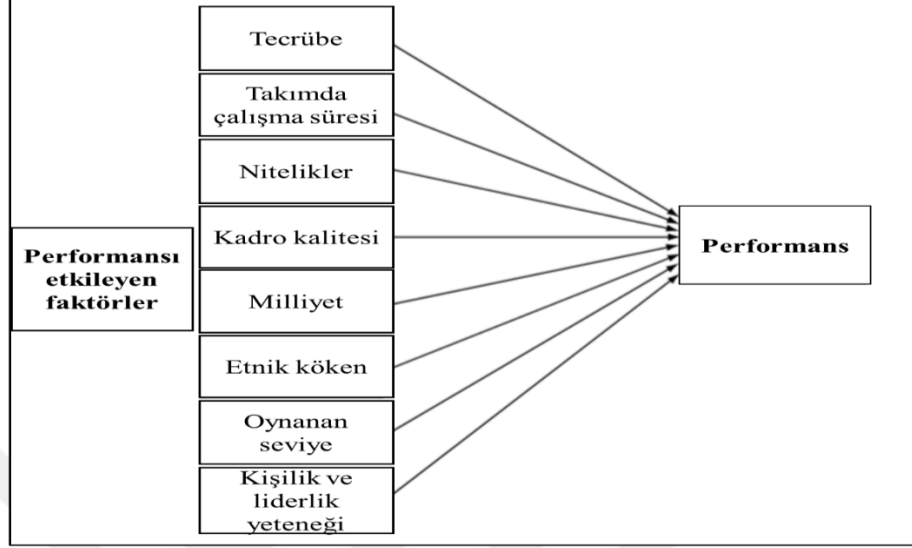 Tecrübe
Takımda
çalışma süresi
Nitelikler
Kadro kalitesi
Performansı
etkileyen
faktörler
Milliyet
Etnik köken
Oynanan
seviye
Kişilik ve
liderlik
yeteneği
Performans